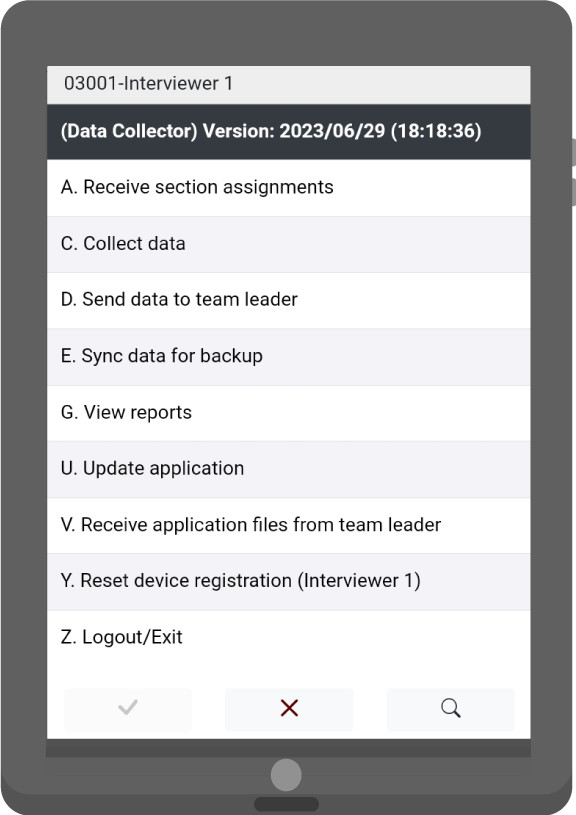 03001-Interviewer 1
(Data Collector) Version: 2023/06/29 (18:18:36)
A. Receive section assignments
C. Collect data
D. Send data to team leader
E. Sync data for backup
G. View reports
U. Update application
V. Receive application files from team leader
Y. Reset device registration (Interviewer 1)
Z. Logout/Exit